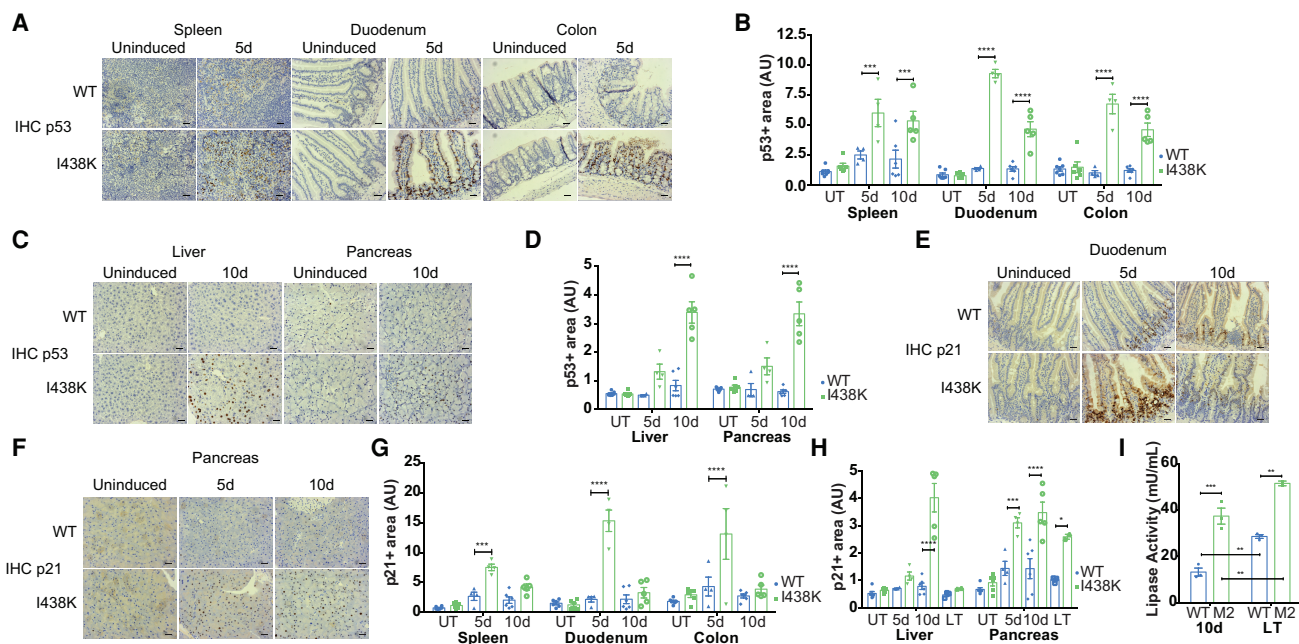 A
Spleen Duodenum Colon
Uninduced 5d Uninduced 5d Uninduced 5d
WT
IHC p53
I438K
B
p53+ area (AU)
12.5
10.0
7.5
5.0
2.5
0.0
*** *** **** **** **** ****
WT
I438K
UT 5d 10d UT 5d 10d UT 5d 10d
Spleen Duodenum Colon
C
Liver Pancreas
Uninduced 10d Uninduced 10d
WT
IHC p53
I438K
D
p53+ area (AU)
5
4
3
2
1
0
**** ****
WT
I438K
UT 5d 10d UT 5d 10d
Liver Pancreas
E
Duodenum
Uninduced 5d 10d
WT
IHC p21
I438K
F
Pancreas
Uninduced 5d 10d
WT
IHC p21
I438K
G
p21+ area (AU)
25
20
15
10
5
0
*** **** ****
WT
I438K
UT 5d 10d UT 5d 10d UT 5d 10d
Spleen Duodenum Colon
H
p21+ area (AU)
5
4
3
2
1
0
**** *** **** *
WT
I438K
UT 5d 10d LT UT 5d 10d LT
Liver Pancreas
I
Lipase Activity (mU/mL)
60
40
20
0
*** ** ** **
WT M2 WT M2
10d LT